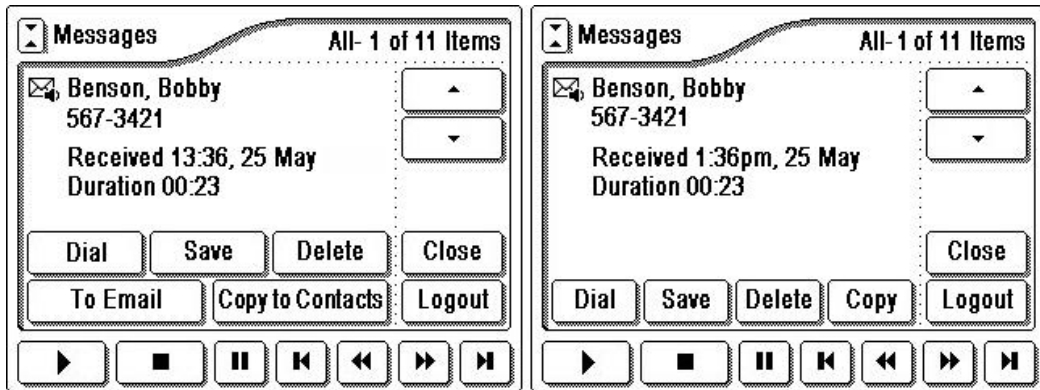 Messages
All- 1 of 11 Items
Benson, Bobby
567-3421
Received 13:36, 25 May
Duration 00:23
Dial Save Delete Close
To Email Copy to Contacts Logout
Messages
All- 1 of 11 Items
Benson, Bobby
567-3421
Received 1:36pm, 25 May
Duration 00:23
Close
Dial Save Delete Copy Logout